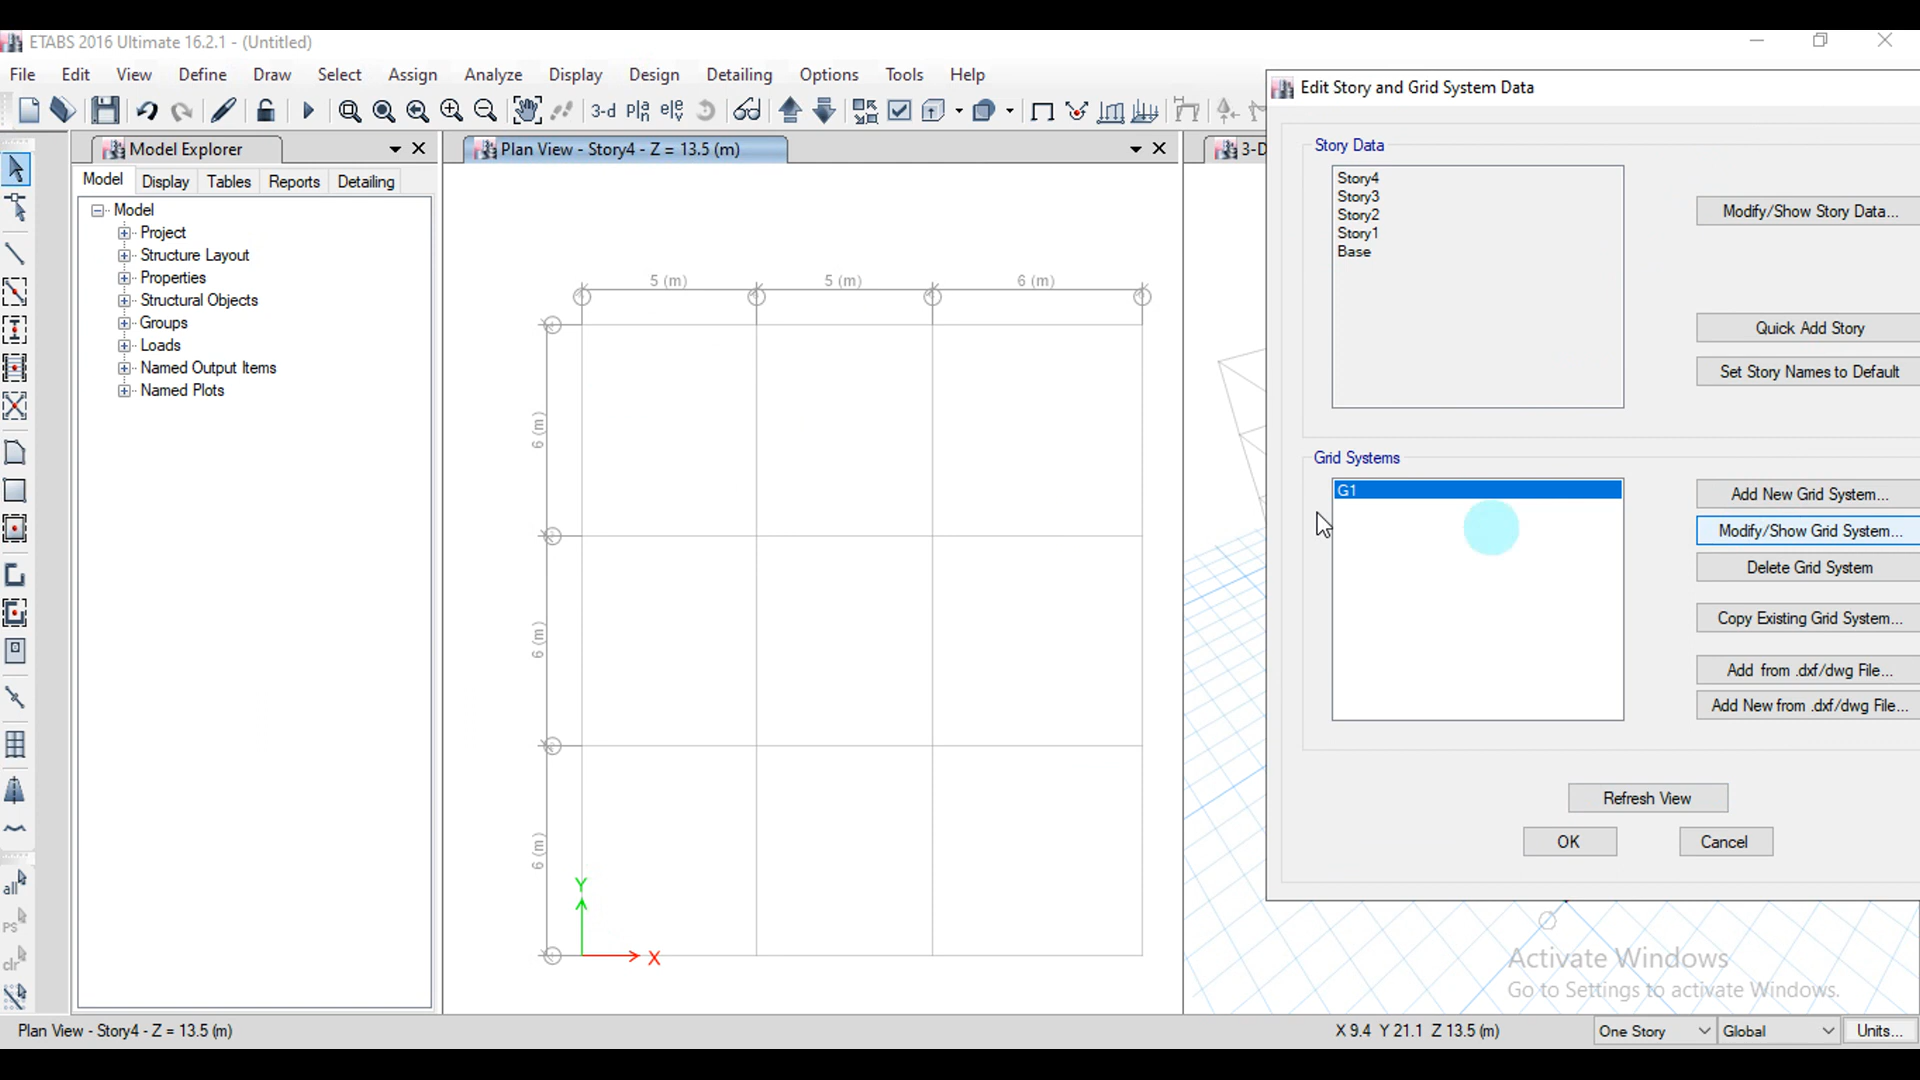 ETABS 2016 Ultimate 16.2.1 - (Untitled)
File Edit View Define Draw Select Assign Analyze Display Design Detailing Options Tools Help
3-d
Model Explorer
Plan View - Story4 - Z = 13.5 (m)
3-D
Model Display Tables Reports Detailing
Model
Project
Structure Layout
Properties
Structural Objects
Groups
Loads
Named Output Items
Named Plots
5 (m) 5 (m) 6 (m)
6 (m)
6 (m)
6 (m)
Y
X
Edit Story and Grid System Data
Story Data
Story4
Story3
Story2
Story1
Base
Modify/Show Story Data...
Quick Add Story
Set Story Names to Default
Grid Systems
G1
Add New Grid System...
Modify/Show Grid System...
Delete Grid System
Copy Existing Grid System...
Add from .dxf/dwg File...
Add New from .dxf/dwg File...
Refresh View
OK Cancel
all
ps
clr
Activate Windows
Go to Settings to activate Windows.
Plan View - Story4 - Z = 13.5 (m)
X 9.4 Y 21.1 Z 13.5 (m)
One Story Global Units...